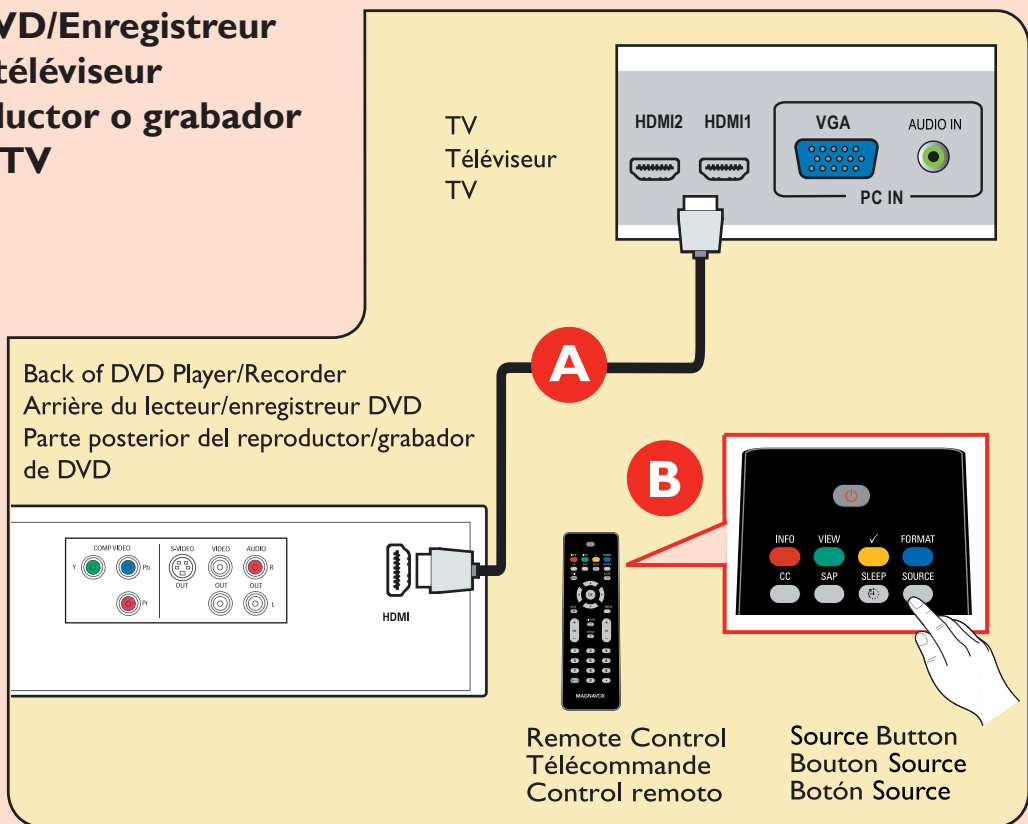 VD/Enregistreur
téléviseur
ductor o grabador
TV
TV
Téléviseur
TV
HDMI2 HDMI1 VGA AUDIO IN
PC IN
A
Back of DVD Player/Recorder
Arrière du lecteur/enregistreur DVD
Parte posterior del reproductor/grabador
de DVD
B
INFO VIEW ✓ FORMAT
CC SAP SLEEP SOURCE
COMP VIDEO S-VIDEO VIDEO AUDIO
Y Pb R
OUT OUT OUT
Pr L
HDMI
MAGNAVOX
Remote Control
Télécommande
Control remoto
Source Button
Bouton Source
Botón Source